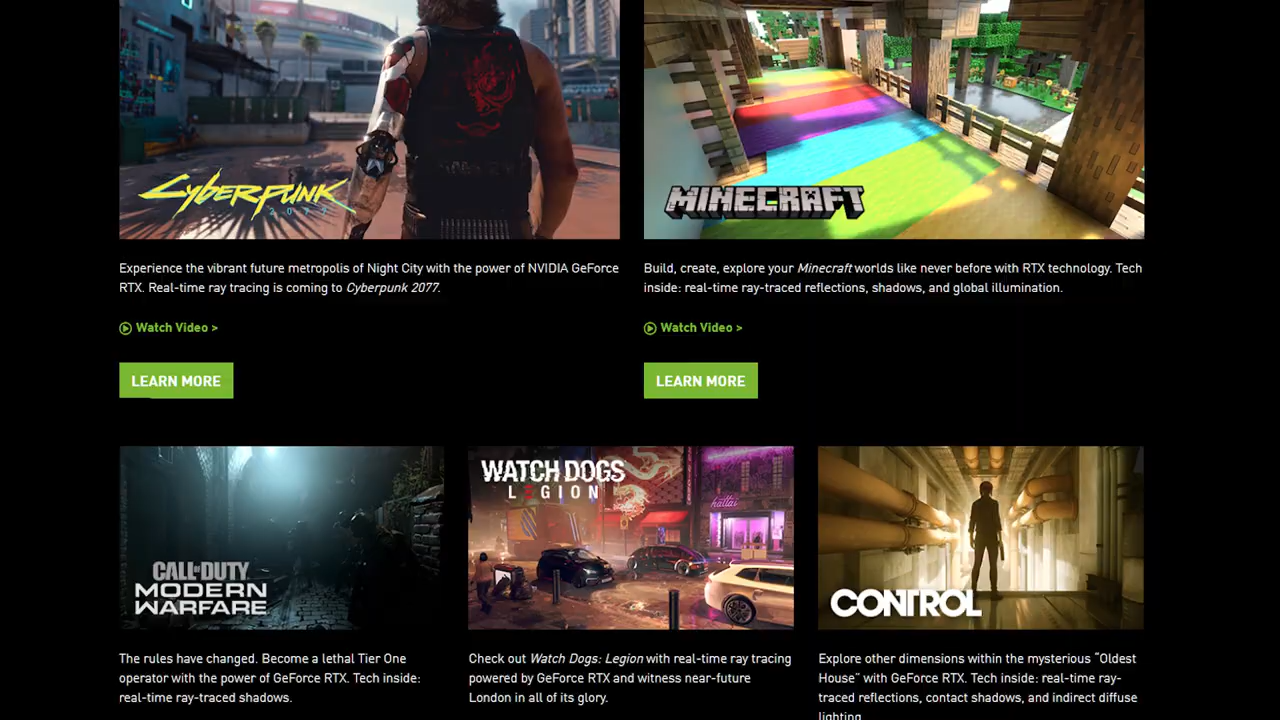 CYBERPUNK
2077
MINECRAFT
Experience the vibrant future metropolis of Night City with the power of NVIDIA GeForce
RTX. Real-time ray tracing is coming to Cyberpunk 2077.
Build, create, explore your Minecraft worlds like never before with RTX technology. Tech
inside: real-time ray-traced reflections, shadows, and global illumination.
Watch Video >
Watch Video >
LEARN MORE
LEARN MORE
CALL OF DUTY
MODERN
WARFARE
WATCH DOGS
LEGION
hattai
CONTROL
The rules have changed. Become a lethal Tier One
operator with the power of GeForce RTX. Tech inside:
real-time ray-traced shadows.
Check out Watch Dogs: Legion with real-time ray tracing
powered by GeForce RTX and witness near-future
London in all of its glory.
Explore other dimensions within the mysterious “Oldest
House” with GeForce RTX. Tech inside: real-time ray-
traced reflections, contact shadows, and indirect diffuse
lighting.